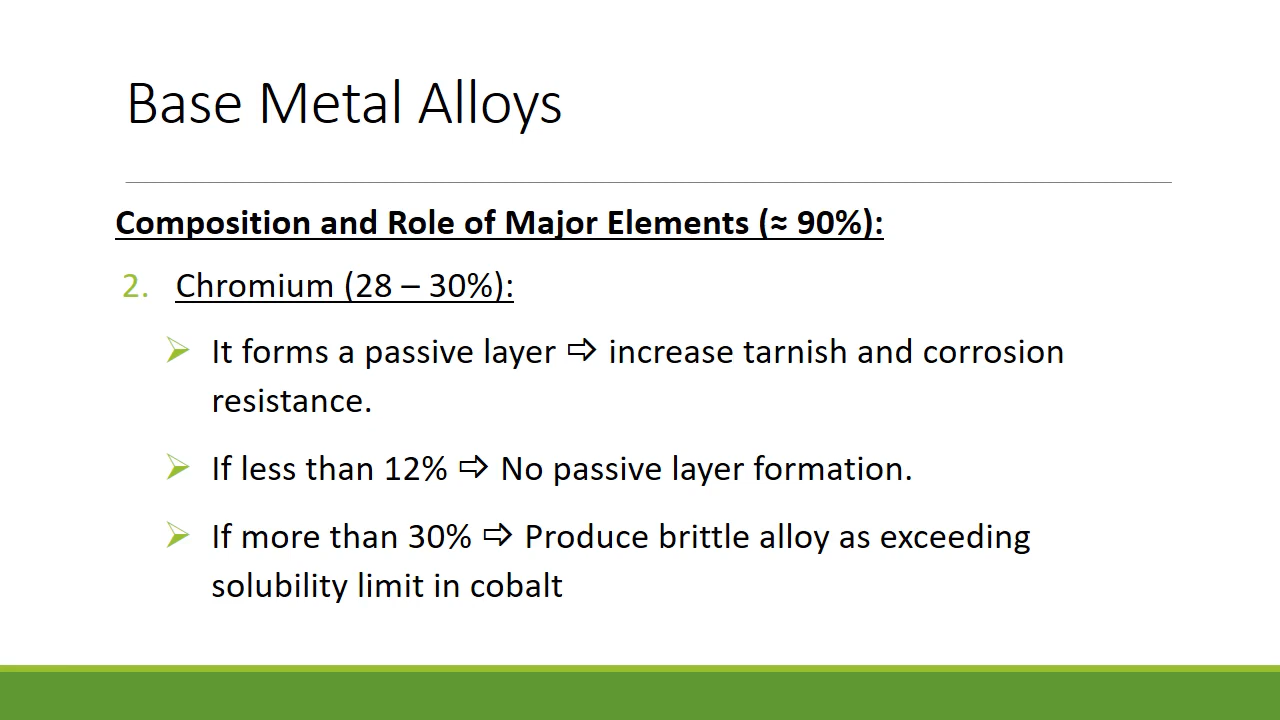 Base Metal Alloys
Composition and Role of Major Elements (≈ 90%):
2. Chromium (28 – 30%):
➢ It forms a passive layer ⇨ increase tarnish and corrosion
resistance.
➢ If less than 12% ⇨ No passive layer formation.
➢ If more than 30% ⇨ Produce brittle alloy as exceeding
solubility limit in cobalt